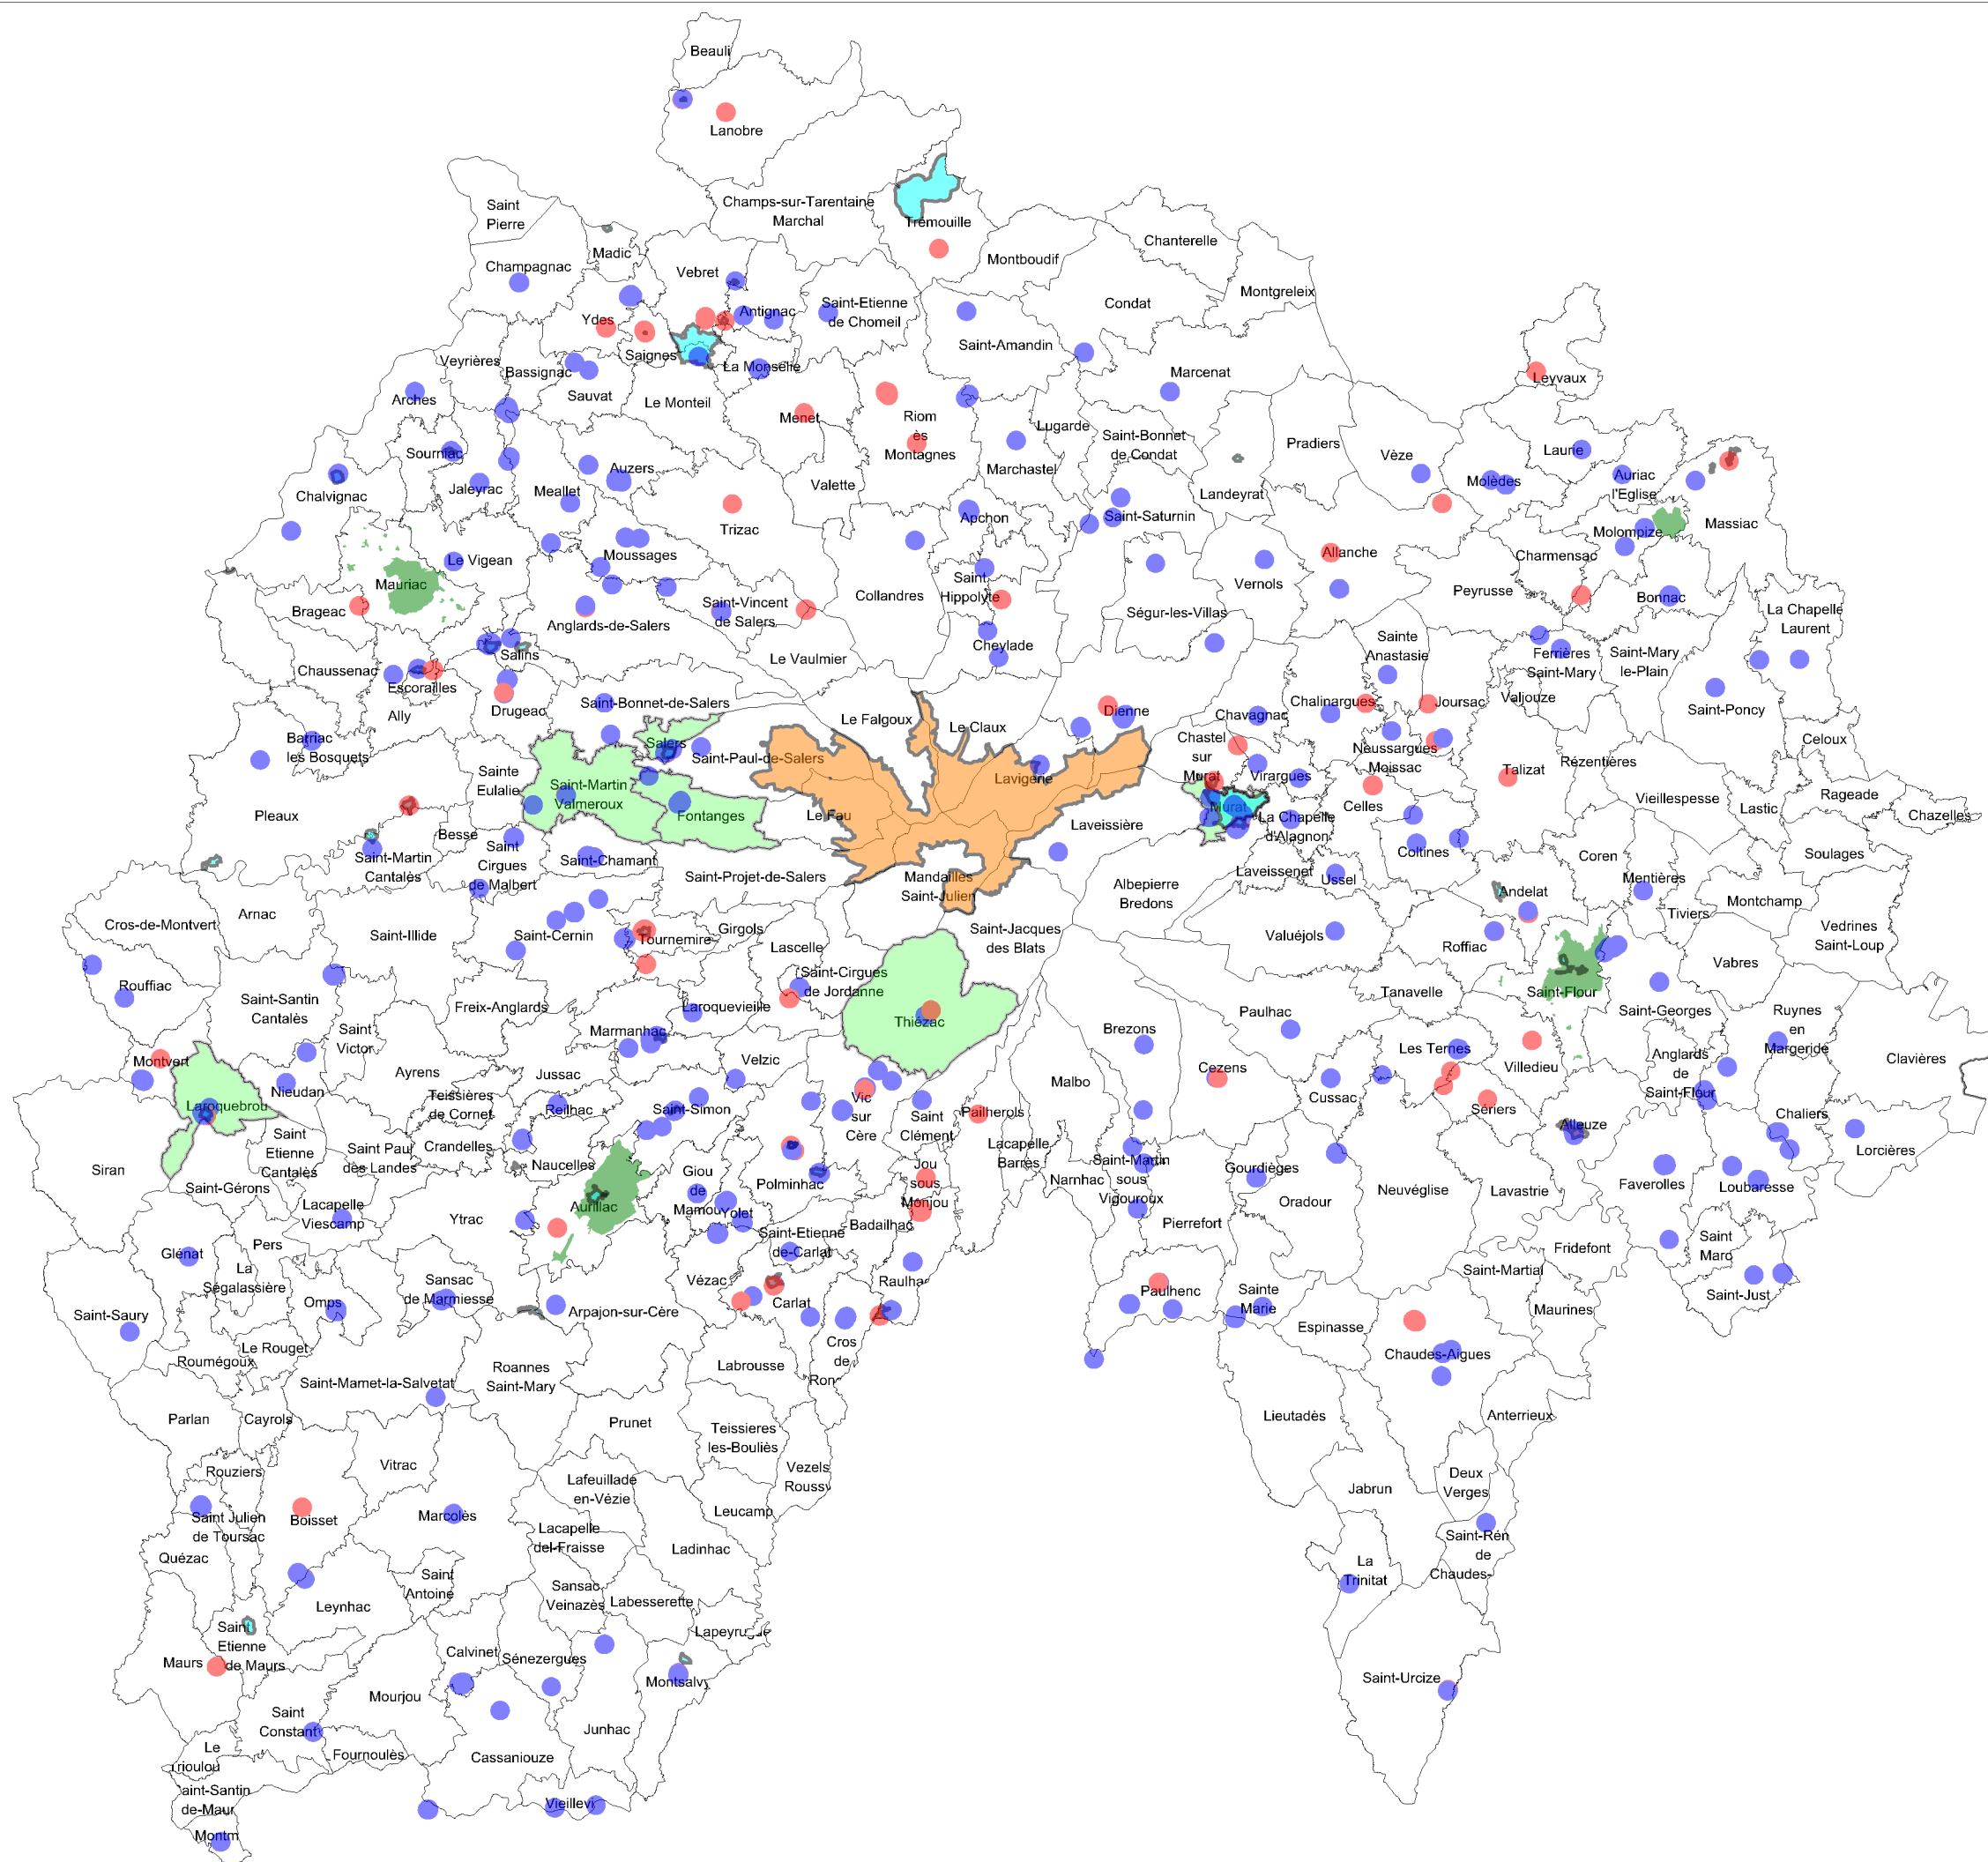 Beauli
Lanobre
Champs-sur-Tarentaine
Marchal
Trémouille
Saint
Pierre
Madic
Champagnac
Vebret
Montboudif
Chanterelle
Montgreleix
Condat
Saint-Etienne
de Chomeil
Antignac
Ydes
Saignes
La Monsélie
Saint-Amandin
Veyrières
Bassignac
Sauvat
Le Monteil
Marcenat
Leyvaux
Arches
Menet
Riom
ès
Montagnes
Lugarde
Saint-Bonnet
de Condat
Marchastel
Pradiers
Vèze
Laurie
Sourniac
Auzers
Valette
Landeyrat
Molèdes
Auriac
l'Eglise
Chalvignac
Jaleyrac
Meallet
Trizac
Apchon
Saint-Saturnin
Massiac
Molompize
Le Vigean
Moussages
Allanche
Charmensac
Mauriac
Collandres
Saint
Hippolyte
Vernols
Peyrusse
Bonnac
Brageac
Anglards-de-Salers
Saint-Vincent
de Salers
Ségur-les-Villas
La Chapelle
Laurent
Salins
Le Vaulmier
Cheylade
Sainte
Anastasie
Ferrières
Saint-Mary
Saint-Mary
le-Plain
Chaussenac
Escorailles
Ally
Drugeac
Saint-Bonnet-de-Salers
Le Falgoux
Le Claux
Dienne
Chavagnac
Chalinargues
Joursac
Valjouze
Saint-Poncy
Celoux
Barriac
les Bosquets
Salers
Saint-Paul-de-Salers
Chastel
sur
Murat
Neussargues
Moissac
Rézentières
Sainte
Eulalie
Saint-Martin
Valmeroux
Lavigerie
Virargues
Talizat
Vieillespesse
Rageade
Pleaux
Fontanges
Le Fau
Laveissière
Murat
La Chapelle
d'Alagnon
Celles
Lastic
Chazelles
Besse
Saint
Cirgues
de Malbert
Saint-Martin
Cantalès
Saint-Chamant
Saint-Projet-de-Salers
Mandailles
Saint-Julien
Albepierre
Bredons
Laveissenet
Ussel
Coltines
Coren
Mentières
Soulages
Andelat
Montchamp
Tiviers
Cros-de-Montvert
Arnac
Saint-Illide
Saint-Cernin
Tournemire
Girgols
Lascelle
Saint-Jacques
des Blats
Valuéjols
Roffiac
Vedrines
Saint-Loup
Vabres
Rouffiac
Saint-Santin
Cantalès
Freix-Anglards
Saint-Cirgues
de Jordanne
Laroquevieille
Thiézac
Tanavelle
Saint-Flour
Saint-Georges
Ruynes
en
Margeride
Saint
Victor
Marmanhac
Brezons
Paulhac
Les Ternes
Villedieu
Anglards
de
Saint-Flour
Clavières
Montvert
Ayrens
Jussac
Velzic
Malbo
Cezens
Cussac
Sériers
Nieudan
Laroquebrou
Teissières
de Cornet
Reilhac
Saint-Simon
Vic
sur
Cère
Saint
Clément
Pailherols
Alleuze
Chaliers
Saint
Etienne
Cantalès
Saint Paul
des Landes
Crandelles
Lacapelle
Barrès
Lorcières
Siran
Naucelles
Giou
de
Mamou
Polminhac
Jou
sous
Monjou
Narnhac
Saint-Martin
sous
Vigouroux
Gourdièges
Oradour
Neuvéglise
Lavastrie
Faverolles
Loubaresse
Saint-Gérons
Lacapelle
Viescamp
Ytrac
Aurillac
Yolet
Badailhac
Pierrefort
Glénat
Pers
La
Ségalassière
Saint-Etienne
de-Carlat
Fridefont
Saint
Marc
Saint-Martial
Saint-Just
Sansac
de Marmiesse
Vézac
Raulhac
Paulhenc
Sainte
Marie
Maurines
Omps
Saint-Saury
Arpajon-sur-Cère
Carlat
Espinasse
Chaudes-Aigues
Roumégoux
Le Rouget
Labrousse
Cros
de
Ron
Roannes
Saint-Mary
Saint-Mamet-la-Salvetat
Parlan
Cayrols
Prunet
Teissieres
les-Bouliès
Lieutadès
Anterrieux
Rouziers
Vitrac
Lafeuillade
en-Vézie
Vezels
Roussy
Jabrun
Deux
Verges
Saint Julien
de Toursac
Boisset
Marcolès
Leucamp
Lacapelle
del-Fraisse
Ladinhac
Saint-Rém
de
Chaudes-
Quézac
Leynhac
Saint
Antoine
Sansac
Veinazès
Labesserette
La
Trinitat
Saint
Etienne
de Maurs
Maurs
Calvinet
Sénezergues
Lapeyrugue
Montsalvy
Saint-Urcize
Mourjou
Saint
Constant
Junhac
Le
Trioulou
Fournoulès
Cassaniouze
aint-Santin
de-Maur
Vieillevi
Montm